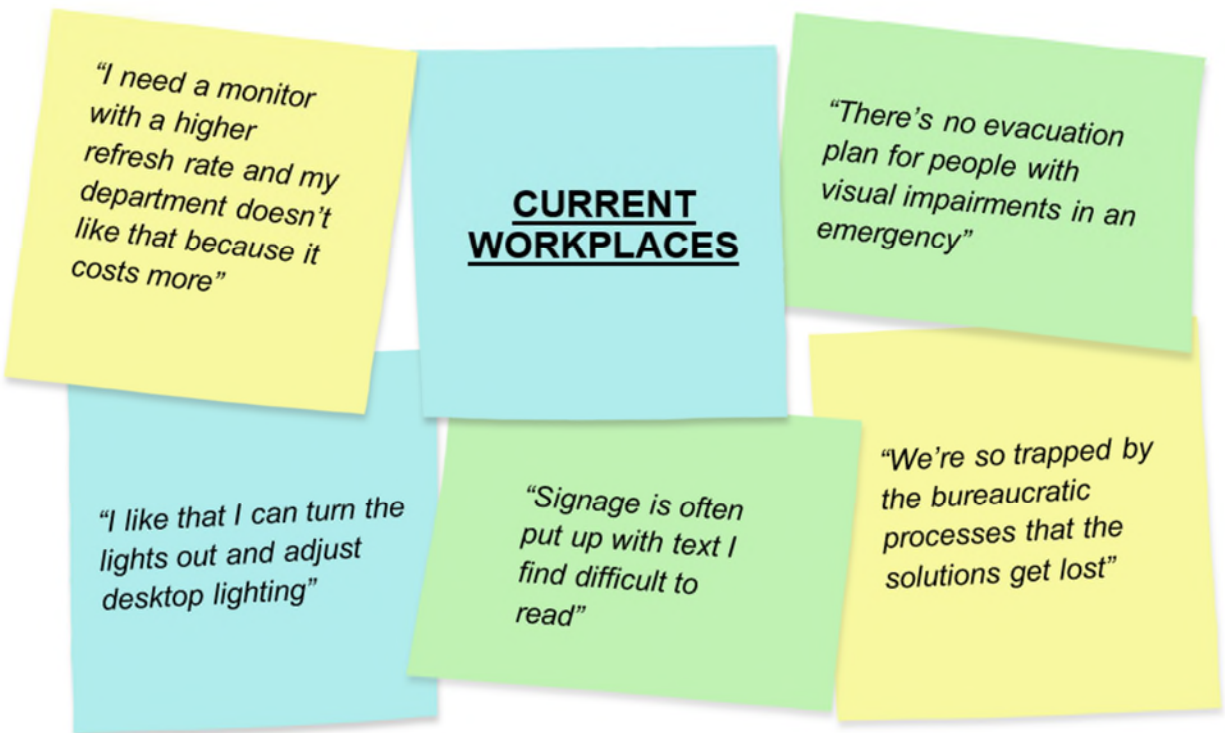 “I need a monitor
with a higher
refresh rate and my
department doesn’t
like that because it
costs more”
CURRENT
WORKPLACES
“There’s no evacuation
plan for people with
visual impairments in an
emergency”
“I like that I can turn the
lights out and adjust
desktop lighting”
“Signage is often
put up with text I
find difficult to
read”
“We’re so trapped by
the bureaucratic
processes that the
solutions get lost”